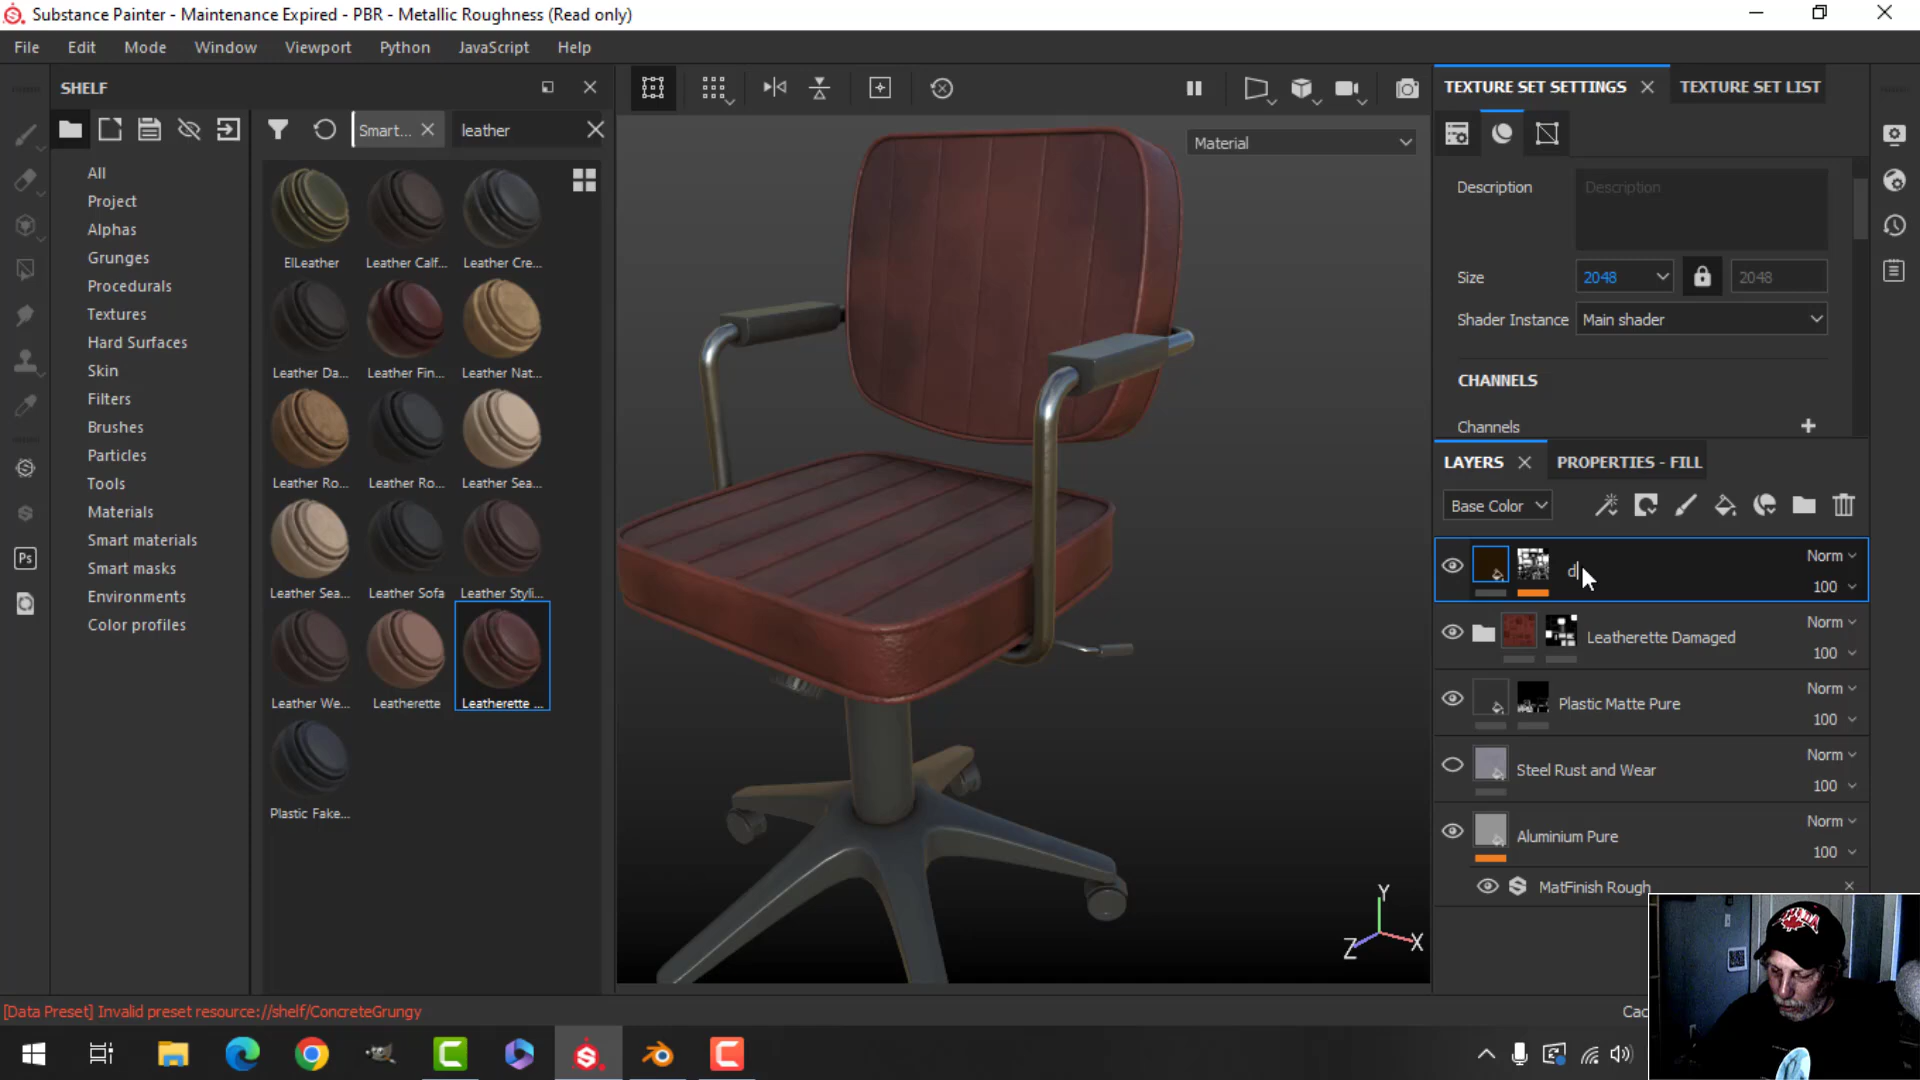 Substance Painter - Maintenance Expired - PBR - Metallic Roughness (Read only)
File Edit Mode Window Viewport Python JavaScript Help
SHELF
Smart... leather
All
Project
Alphas
Grunges
Procedurals
Textures
Hard Surfaces
Skin
Filters
Brushes
Particles
Tools
Materials
Smart materials
Smart masks
Environments
Color profiles
ElLeather Leather Calf... Leather Cre...
Leather Da... Leather Fin... Leather Nat...
Leather Ro... Leather Ro... Leather Sea...
Leather Sea... Leather Sofa Leather Styli...
Leather We... Leatherette Leatherette ...
Plastic Fake...
Material
Y
Z X
TEXTURE SET SETTINGS TEXTURE SET LIST
Description Description
Size 2048 2048
Shader Instance Main shader
CHANNELS
Channels
LAYERS PROPERTIES - FILL
Base Color
d Norm
100
Leatherette Damaged Norm
100
Plastic Matte Pure Norm
100
Steel Rust and Wear Norm
100
Aluminium Pure Norm
100
MatFinish Rough
[Data Preset] Invalid preset resource://shelf/ConcreteGrungy
Cac
Ps